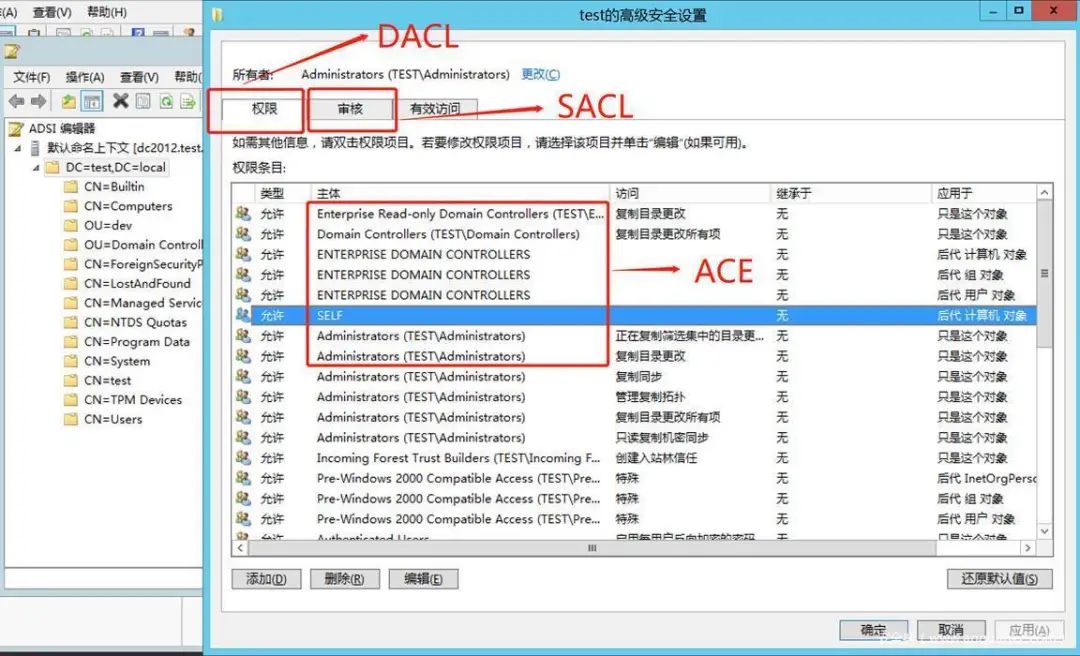 (A) 查看(V) 帮助(H)
test的高级安全设置
DACL
文件(F) 操作(A) 查看(V) 帮助(
所有者: Administrators (TEST\Administrators) 更改(C)
权限 审核 有效访问
SACL
如需其他信息，请双击权限项目。若要修改权限项目，请选择该项目并单击“编辑”(如果可用)。
权限条目:
ADSI 编辑器
默认命名上下文 [dc2012.test.
DC=test,DC=local
CN=Builtin
CN=Computers
OU=dev
OU=Domain Controll
CN=ForeignSecurityP
CN=LostAndFound
CN=Managed Servic
CN=NTDS Quotas
CN=Program Data
CN=System
CN=test
CN=TPM Devices
CN=Users
类型 主体 访问 继承于 应用于
允许 Enterprise Read-only Domain Controllers (TEST\E... 复制目录更改 无 只是这个对象
允许 Domain Controllers (TEST\Domain Controllers) 复制目录更改所有项 无 只是这个对象
允许 ENTERPRISE DOMAIN CONTROLLERS 无 后代 计算机 对象
允许 ENTERPRISE DOMAIN CONTROLLERS 无 后代 组 对象
允许 ENTERPRISE DOMAIN CONTROLLERS 无 后代 用户 对象
ACE
允许 SELF 无 后代 计算机 对象
允许 Administrators (TEST\Administrators) 正在复制筛选集中的目录更... 无 只是这个对象
允许 Administrators (TEST\Administrators) 复制目录更改 无 只是这个对象
允许 Administrators (TEST\Administrators) 复制同步 无 只是这个对象
允许 Administrators (TEST\Administrators) 管理复制拓扑 无 只是这个对象
允许 Administrators (TEST\Administrators) 复制目录更改所有项 无 只是这个对象
允许 Administrators (TEST\Administrators) 只读复制机密同步 无 只是这个对象
允许 Incoming Forest Trust Builders (TEST\Incoming F... 创建入站林信任 无 只是这个对象
允许 Pre-Windows 2000 Compatible Access (TEST\Pre... 特殊 无 后代 InetOrgPerso
允许 Pre-Windows 2000 Compatible Access (TEST\Pre... 特殊 无 后代 组 对象
允许 Pre-Windows 2000 Compatible Access (TEST\Pre... 特殊 无 后代 用户 对象
允许 Authenticated Users 启用每用户反向加密的密码 无 只是这个对象
添加(D) 删除(R) 编辑(E) 还原默认值(S)
确定 取消 应用(A)